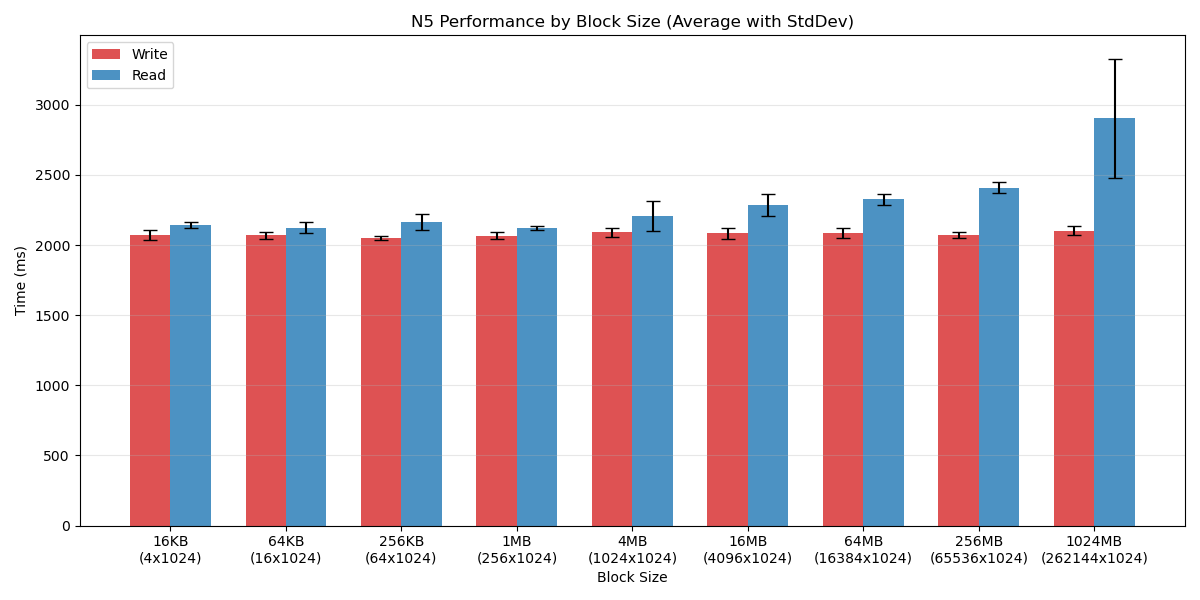 N5 Performance by Block Size (Average with StdDev)
Write
Read
Time (ms)
3000
2500
2000
1500
1000
500
0
16KB
(4x1024)
64KB
(16x1024)
256KB
(64x1024)
1MB
(256x1024)
4MB
(1024x1024)
16MB
(4096x1024)
64MB
(16384x1024)
256MB
(65536x1024)
1024MB
(262144x1024)
Block Size